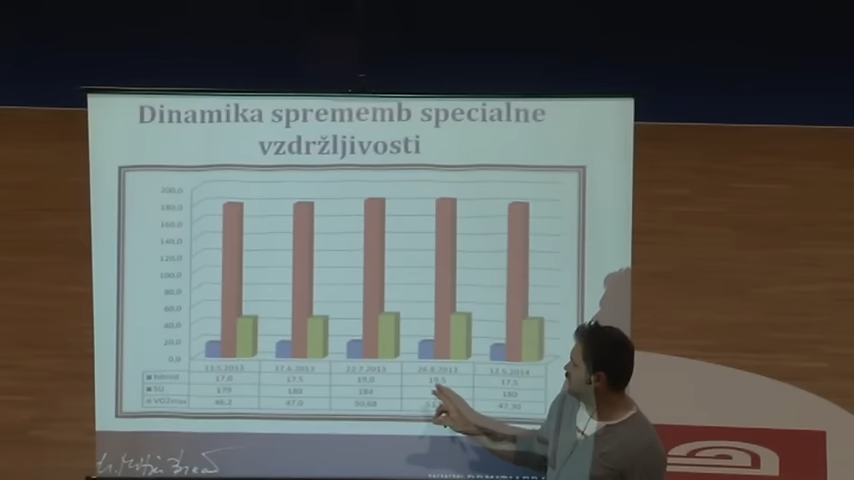 Dinamika sprememb specialne
vzdržljivosti
200,0
180,0
160,0
140,0
120,0
100,0
80,0
60,0
40,0
20,0
0,0
13.5.2013 17.6.2013 22.7.2013 26.8.2013 12.5.2014
hitrost 17,0 17,5 19,0 19,5 17,5
SU 179 180 184 180
VO2max 46,2 47,0 50,68 47,30